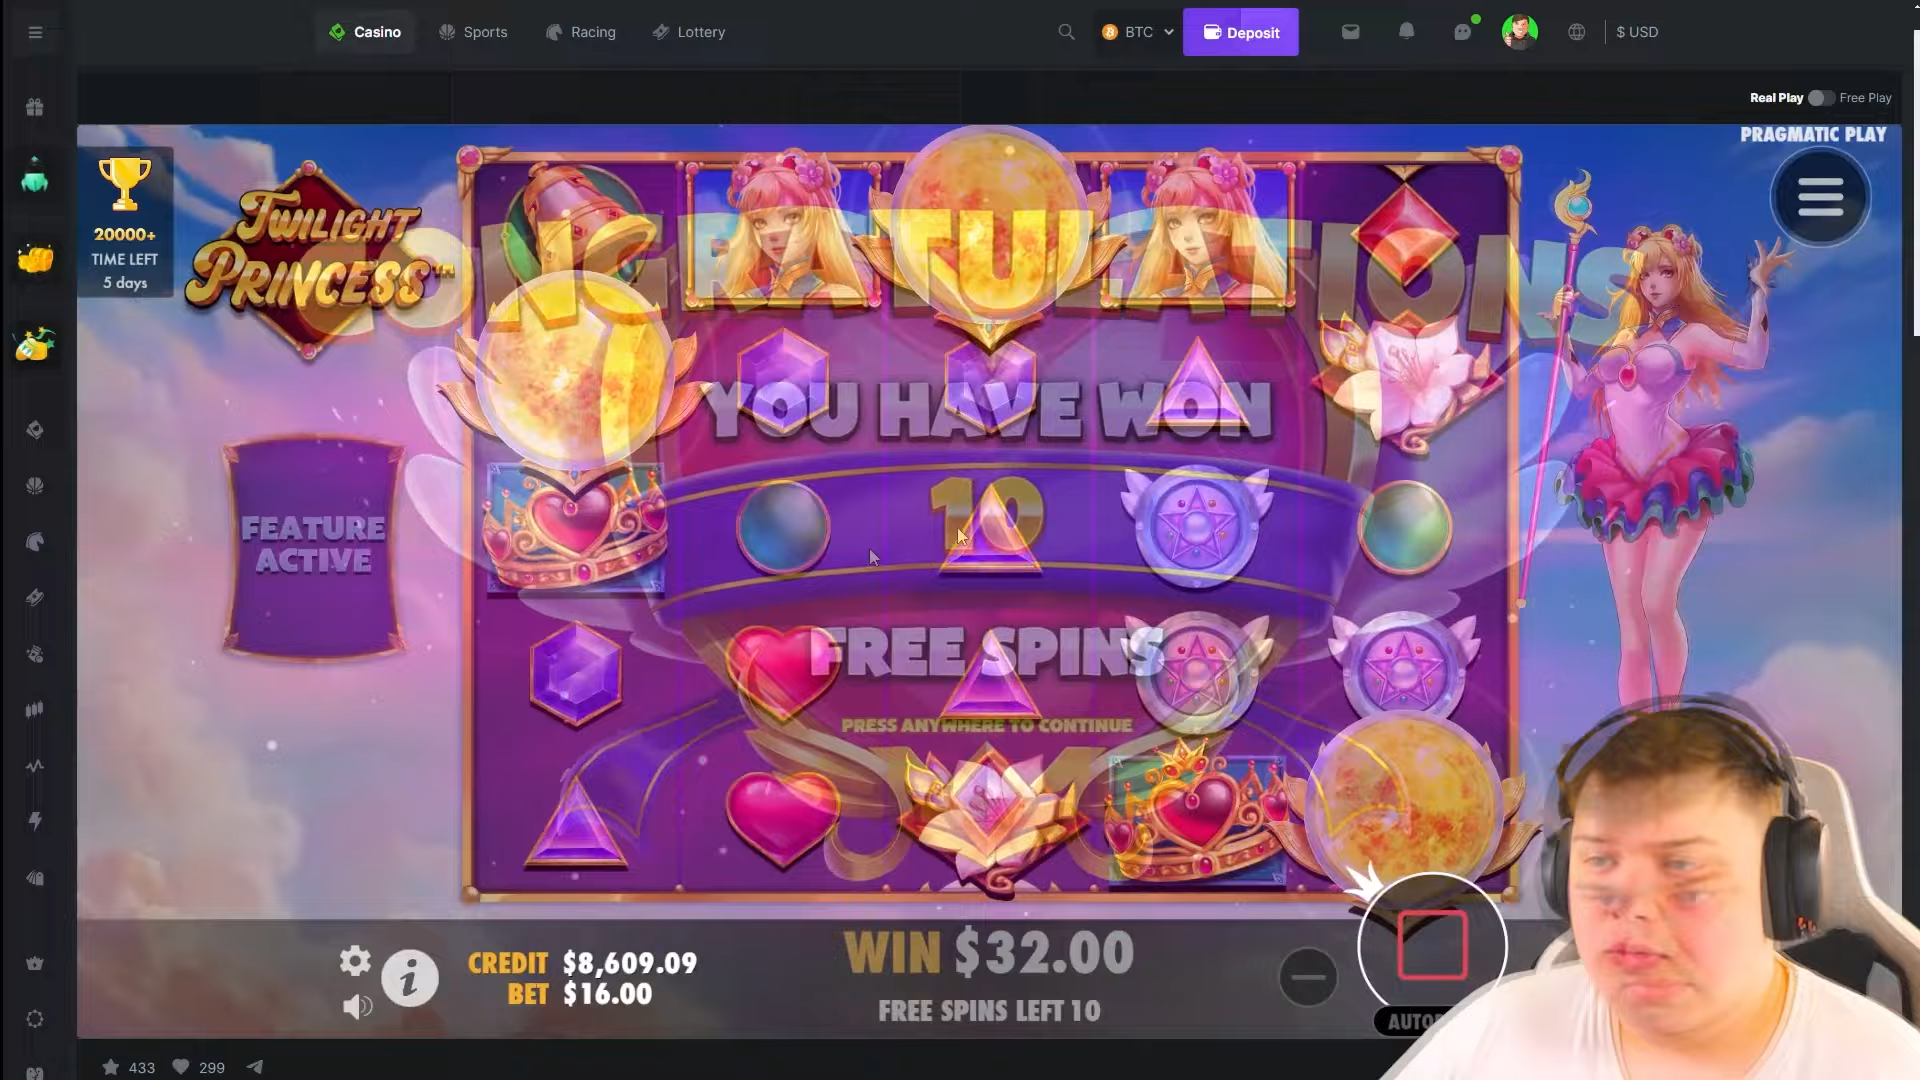 Casino
Sports
Racing
Lottery
BTC
Deposit
$ USD
Real Play
Free Play
PRAGMATIC PLAY
20000+
TIME LEFT
5 days
TWILIGHT
PRINCESS™
CONGRATULATIONS
YOU HAVE WON
10
FEATURE
ACTIVE
FREE SPINS
PRESS ANYWHERE TO CONTINUE
CREDIT $8,609.09
BET $16.00
WIN $32.00
FREE SPINS LEFT 10
433
299